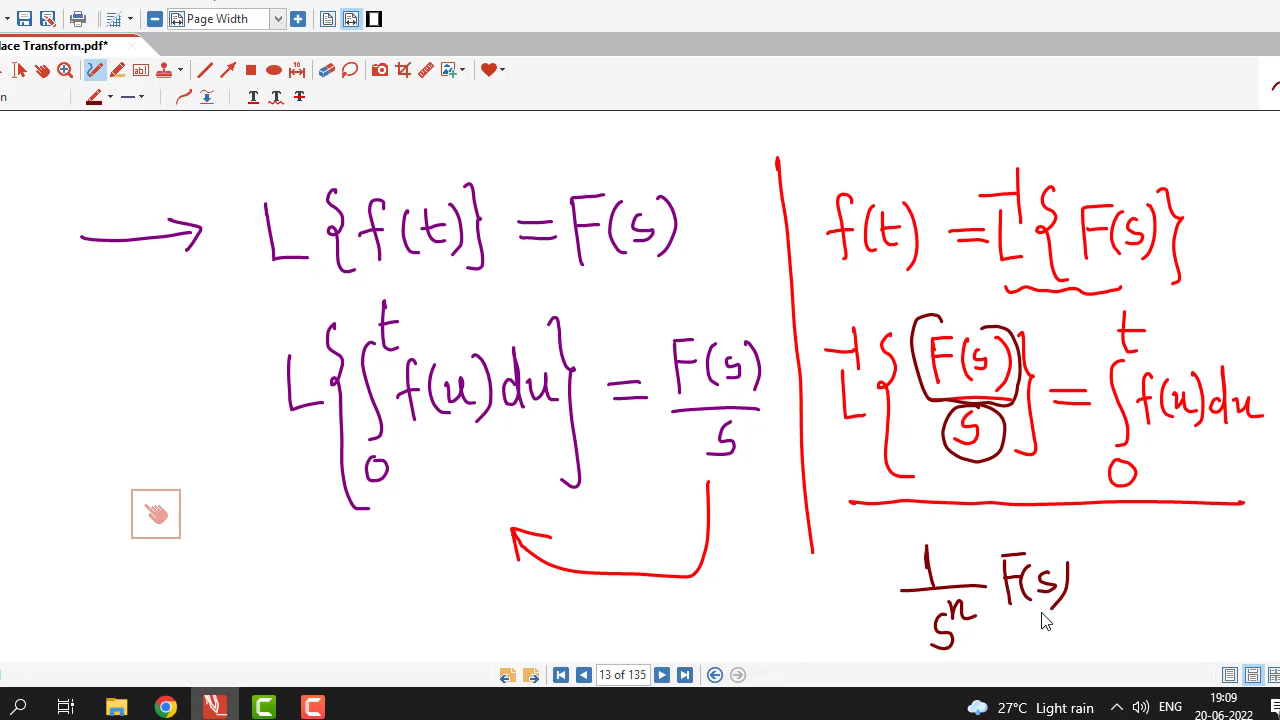 Page Width
lace Transform.pdf*
L{f(t)} = F(s)
L{∫₀ᵗ f(u)du} = F(s)/s
f(t) = L⁻¹{F(s)}
L⁻¹{F(s)/s} = ∫₀ᵗ f(u)du
1/sⁿ F(s)
13 of 135
27°C Light rain
ENG
19:09
20-06-2022